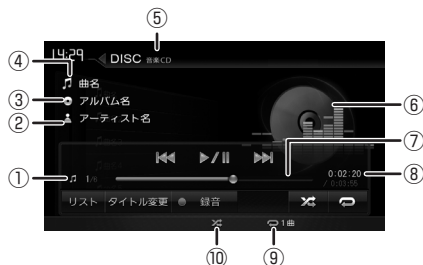 ⑤
④
14:29 DISC 音楽CD
曲名
③ アルバム名
② アーティスト名
⑥
⑦
① 1/6 0:02:20 ⑧
/ 0:03:55
リスト タイトル変更 録音
1曲
⑩ ⑨